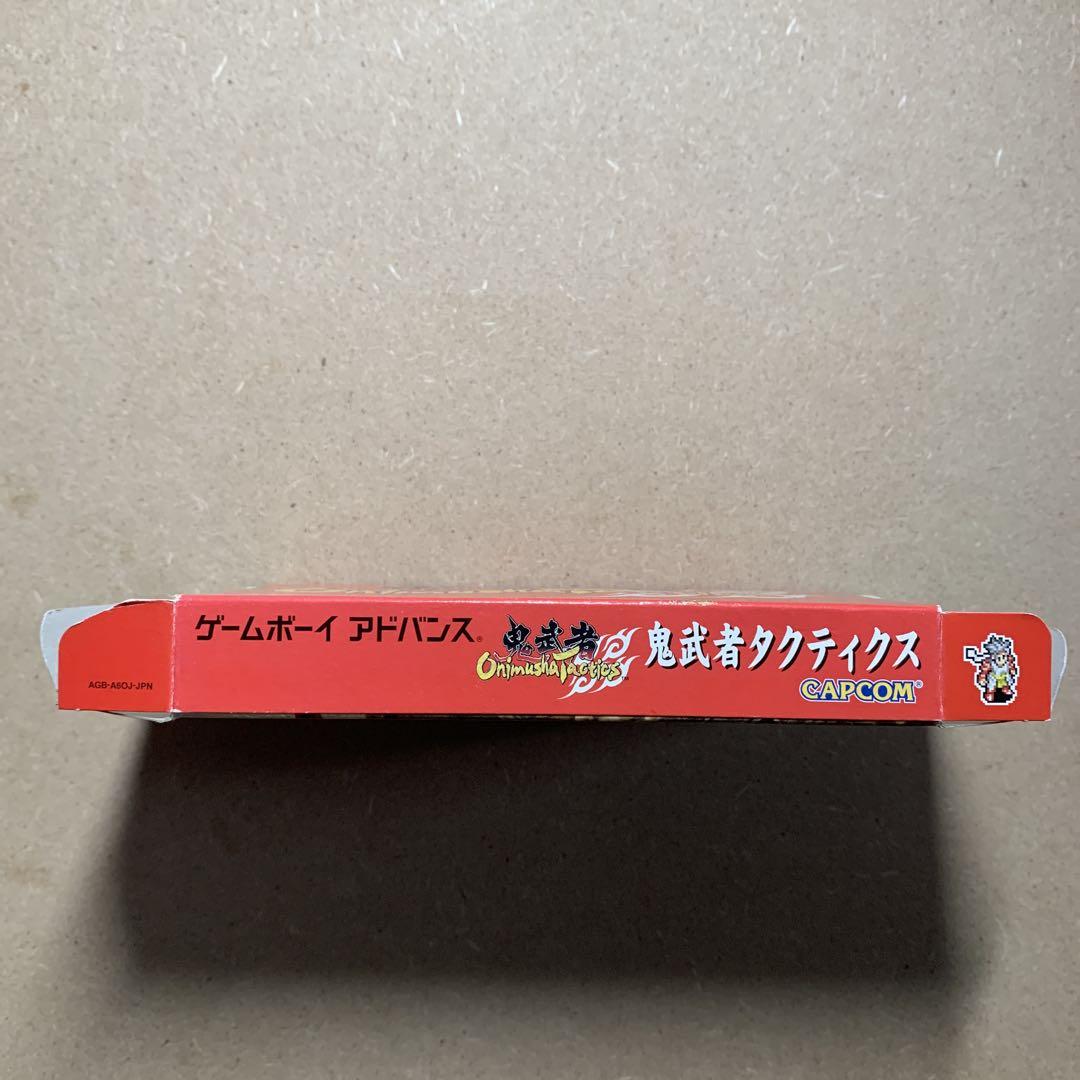 ゲームボーイ アドバンス®
鬼武者
Onimusha Tactics™
鬼武者タクティクス
CAPCOM®
AGB-A6OJ-JPN